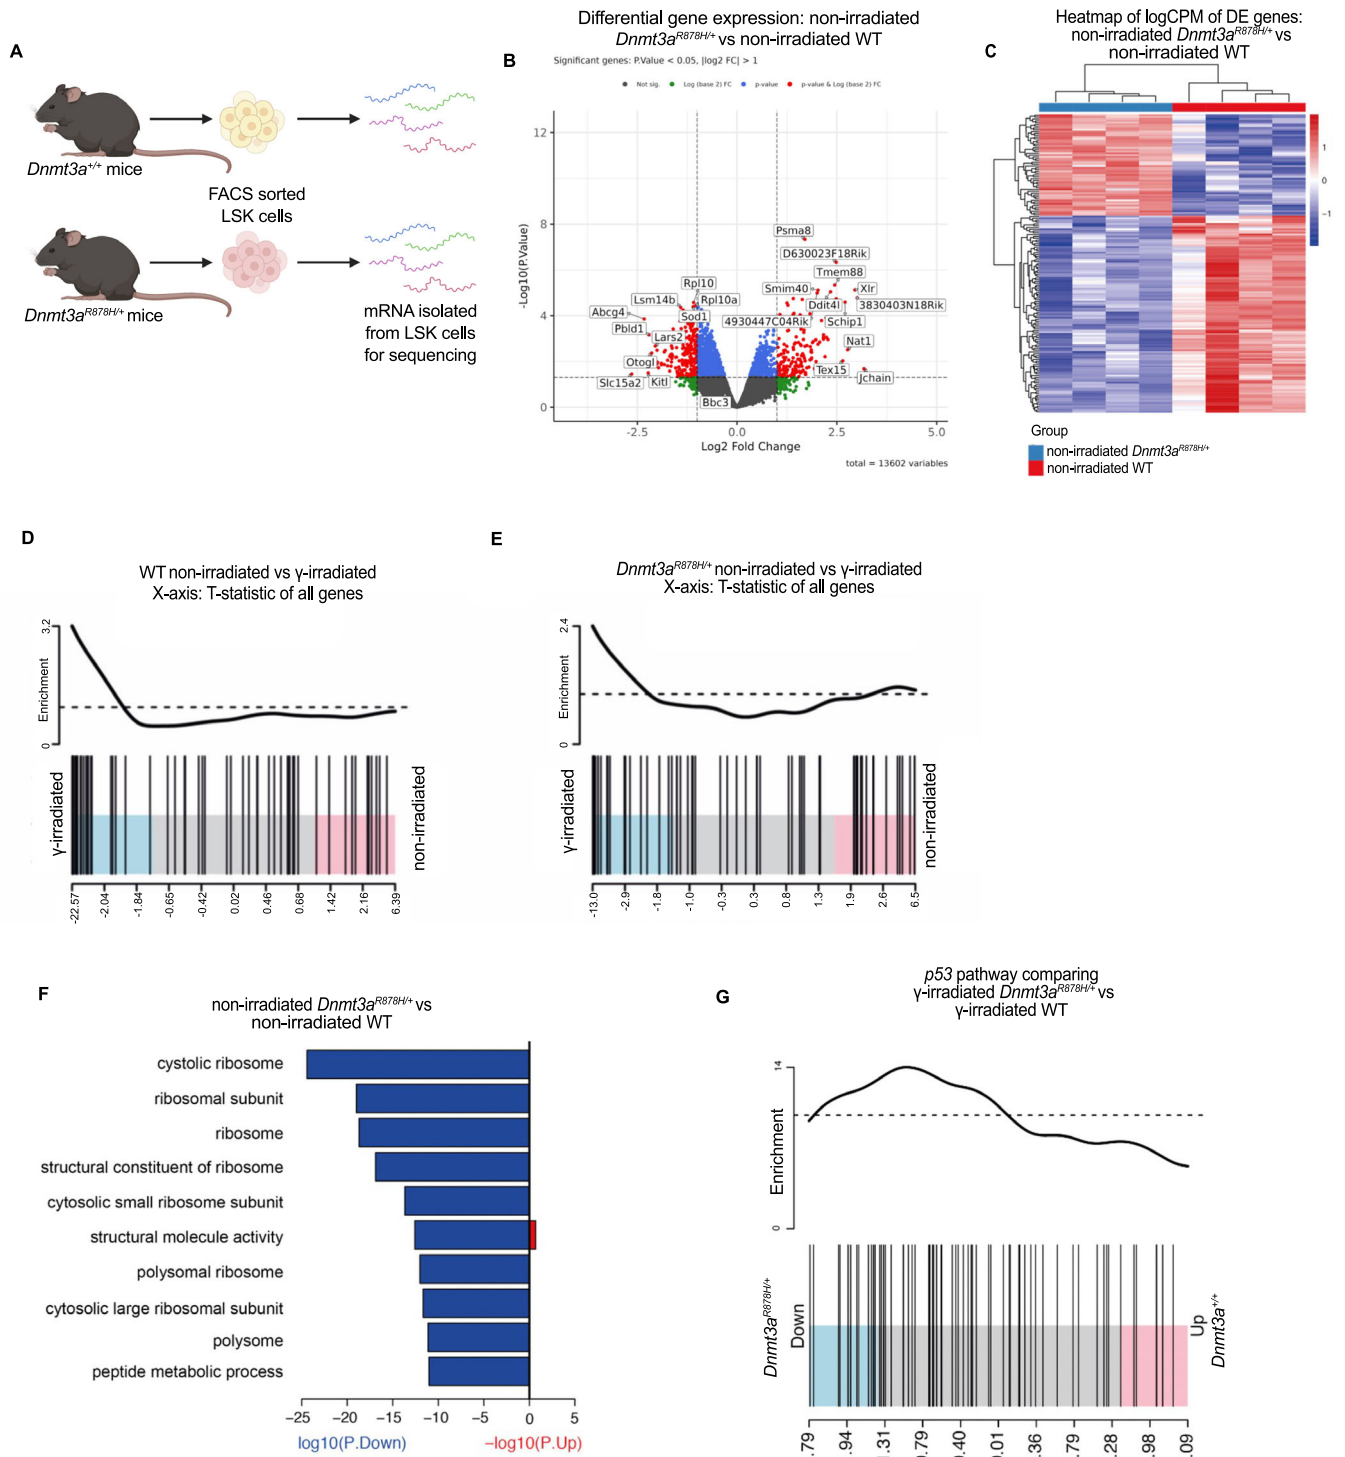 A
Dnmt3a+/+ mice
FACS sorted
LSK cells
Dnmt3aR878H/+ mice
mRNA isolated
from LSK cells
for sequencing
Differential gene expression: non-irradiated
Dnmt3aR878H/+ vs non-irradiated WT
B
Significant genes: P.Value < 0.05, |log2 FC| > 1
Not sig.
Log (base 2) FC
p-value
p-value & Log (base 2) FC
12
8
4
0
-Log10(P.Value)
Psma8
D630023F18Rik
Tmem88
Rpl10
Smim40
Xlr
Lsm14b
Rpl10a
Ddit4l
3830403N18Rik
Abcg4
Sod1
4930447C04Rik
Schip1
Pbld1
Lars2
Nat1
Otogl
Tex15
Slc15a2
Kitl
Jchain
Bbc3
-2.5
0.0
2.5
5.0
Log2 Fold Change
total = 13602 variables
Heatmap of logCPM of DE genes:
non-irradiated Dnmt3aR878H/+ vs
non-irradiated WT
C
1
0
−1
Group
non-irradiated Dnmt3aR878H/+
non-irradiated WT
D
WT non-irradiated vs γ-irradiated
X-axis: T-statistic of all genes
3.2
Enrichment
0
γ-irradiated
non-irradiated
-22.57
-2.04
-1.84
-0.65
-0.42
0.02
0.46
0.68
1.42
2.16
6.39
E
Dnmt3aR878H/+ non-irradiated vs γ-irradiated
X-axis: T-statistic of all genes
2.4
Enrichment
0
γ-irradiated
non-irradiated
-13.0
-2.9
-1.8
-1.0
-0.3
0.3
0.8
1.3
1.9
2.6
6.5
F
non-irradiated Dnmt3aR878H/+ vs
non-irradiated WT
cystolic ribosome
ribosomal subunit
ribosome
structural constituent of ribosome
cytosolic small ribosome subunit
structural molecule activity
polysomal ribosome
cytosolic large ribosomal subunit
polysome
peptide metabolic process
−25
−20
−15
−10
−5
0
5
log10(P.Down)
−log10(P.Up)
G
p53 pathway comparing
γ-irradiated Dnmt3aR878H/+ vs
γ-irradiated WT
14
Enrichment
0
Dnmt3aR878H/+
Down
Up
Dnmt3a+/+
.79
.94
.31
.79
.40
.01
.36
.79
.28
.98
.09